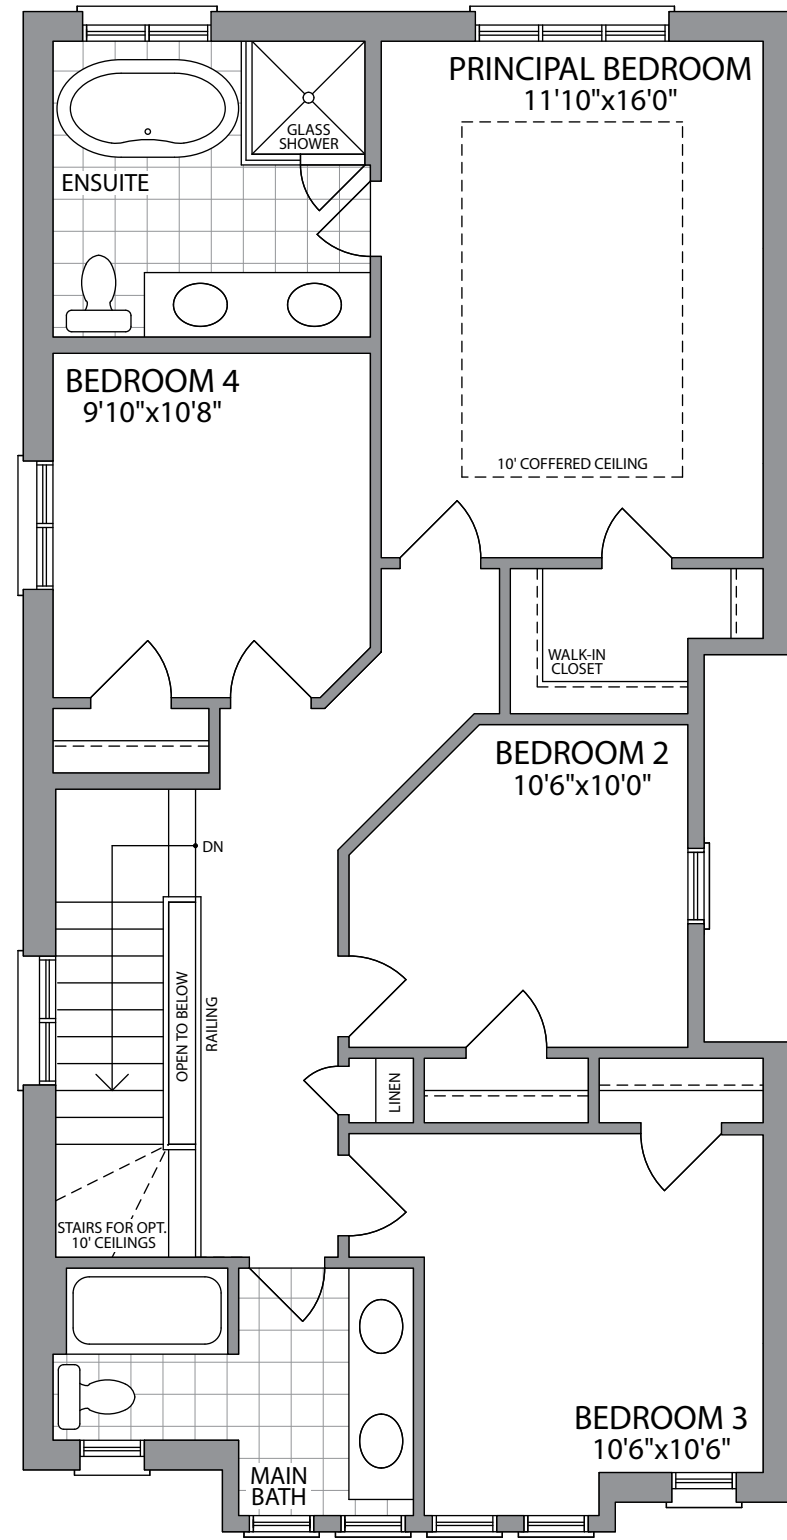 PRINCIPAL BEDROOM
11'10"x16'0"
GLASS
SHOWER
ENSUITE
BEDROOM 4
9'10"x10'8"
10' COFFERED CEILING
WALK-IN
CLOSET
BEDROOM 2
10'6"x10'0"
DN
OPEN TO BELOW
RAILING
LINEN
STAIRS FOR OPT.
10' CEILINGS
BEDROOM 3
10'6"x10'6"
MAIN
BATH